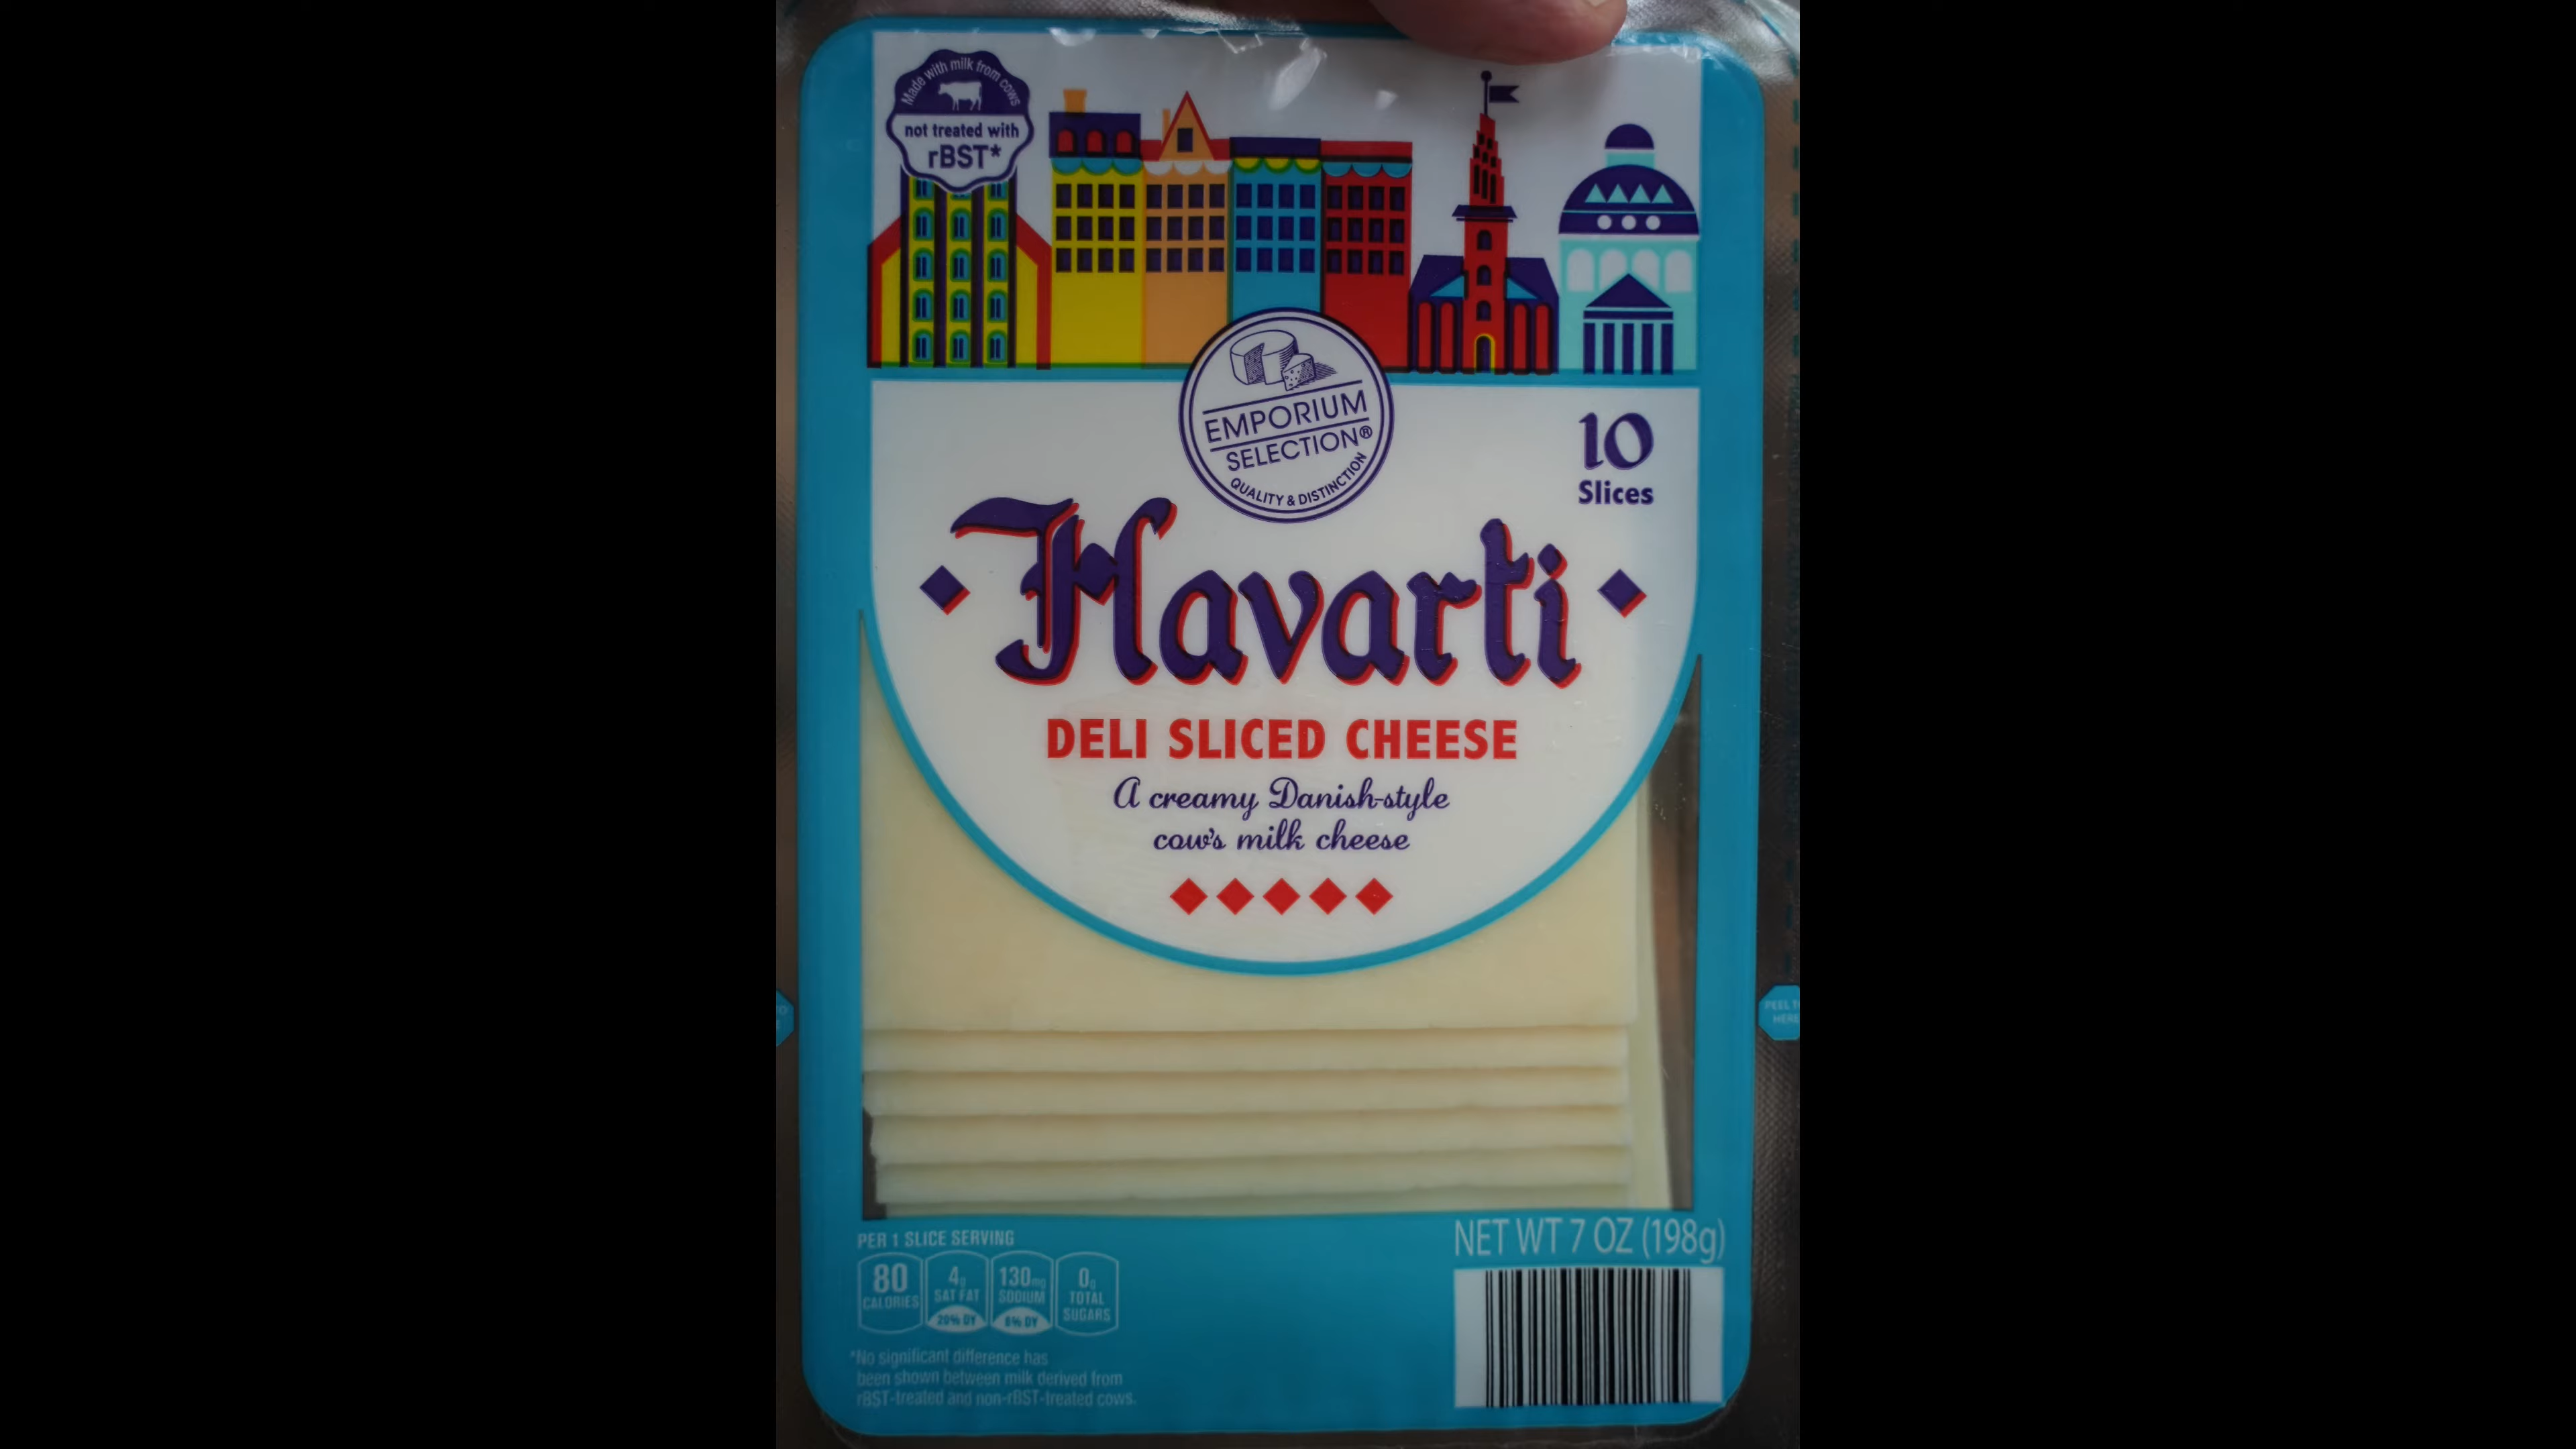 Made with milk from cows
not treated with
rBST*
EMPORIUM
SELECTION®
QUALITY & DISTINCTION
10
Slices
Havarti
DELI SLICED CHEESE
A creamy Danish-style
cow's milk cheese
PEEL
HERE
PER 1 SLICE SERVING
80
CALORIES
4g
SAT FAT
20% DV
130mg
SODIUM
6% DV
0g
TOTAL
SUGARS
NET WT 7 OZ (198g)
*No significant difference has
been shown between milk derived from
rBST-treated and non-rBST-treated cows.